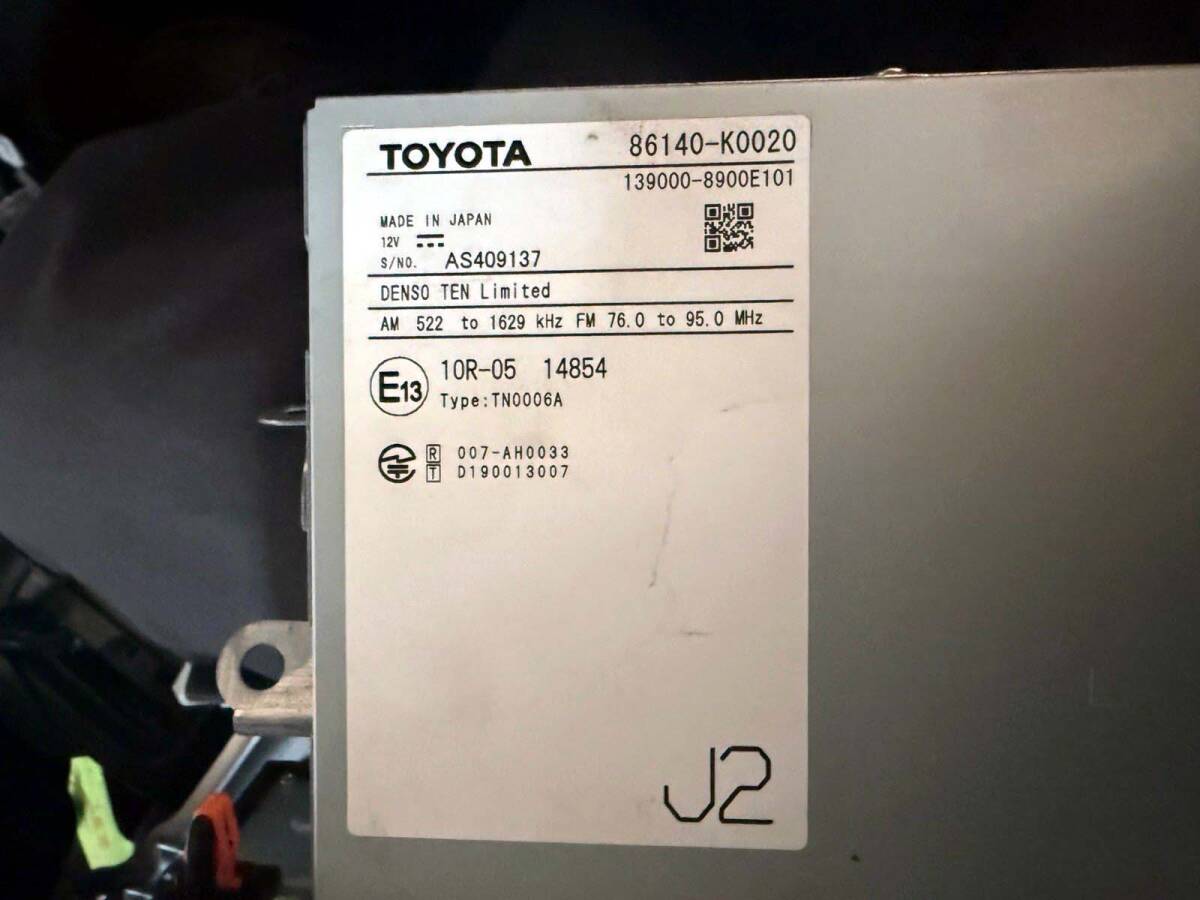 TOYOTA 86140-K0020
139000-8900E101
MADE IN JAPAN
12V
S/NO. AS409137
DENSO TEN Limited
AM 522 to 1629 kHz FM 76.0 to 95.0 MHz
E13 10R-05 14854
Type:TN0006A
R 007-AH0033
T D190013007
J2